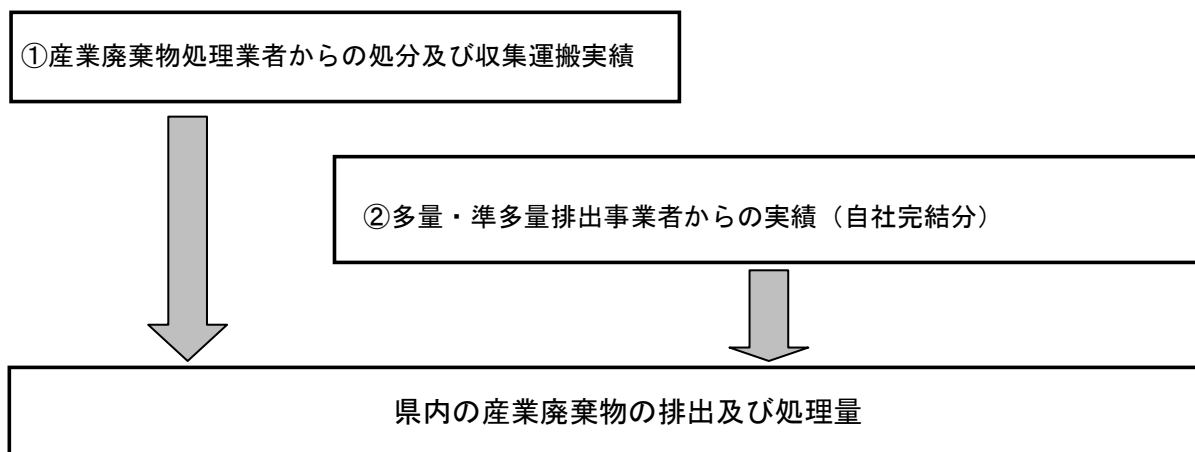 ①産業廃棄物処理業者からの処分及び収集運搬実績
②多量・準多量排出事業者からの実績（自社完結分）
県内の産業廃棄物の排出及び処理量